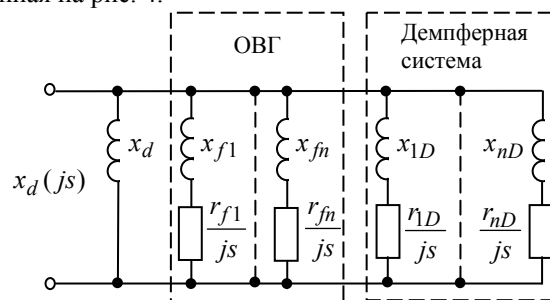 нная на рис. 4.
ОВГ
Демпферная
система
x_d
x_{f1}
x_{fn}
x_{1D}
x_{nD}
x_d(js)
r_{f1}/js
r_{fn}/js
r_{1D}/js
r_{nD}/js